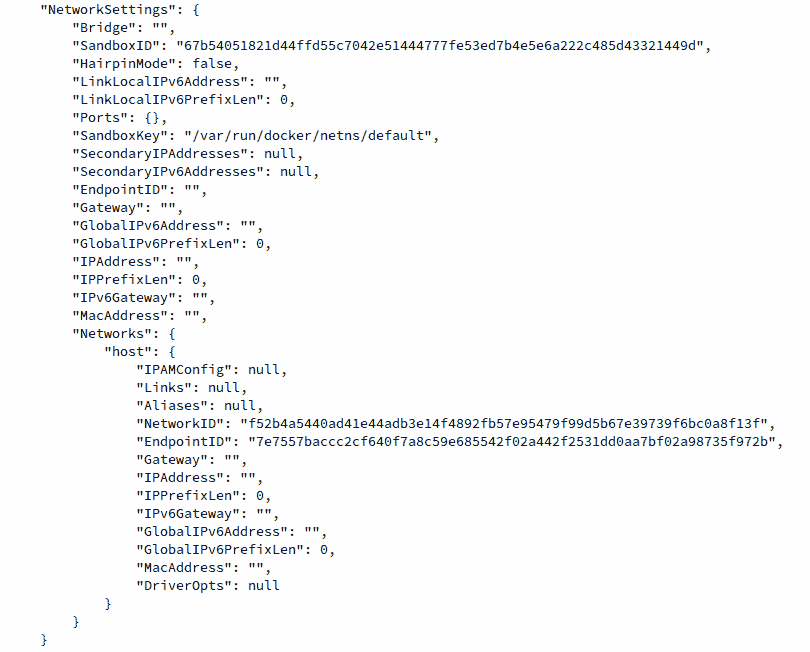 "NetworkSettings": {
"Bridge": "",
"SandboxID": "67b54051821d44ffd55c7042e51444777fe53ed7b4e5e6a222c485d43321449d",
"HairpinMode": false,
"LinkLocalIPv6Address": "",
"LinkLocalIPv6PrefixLen": 0,
"Ports": {},
"SandboxKey": "/var/run/docker/netns/default",
"SecondaryIPAddresses": null,
"SecondaryIPv6Addresses": null,
"EndpointID": "",
"Gateway": "",
"GlobalIPv6Address": "",
"GlobalIPv6PrefixLen": 0,
"IPAddress": "",
"IPPrefixLen": 0,
"IPv6Gateway": "",
"MacAddress": "",
"Networks": {
"host": {
"IPAMConfig": null,
"Links": null,
"Aliases": null,
"NetworkID": "f52b4a5440ad41e44adb3e14f4892fb57e95479f99d5b67e39739f6bc0a8f13f",
"EndpointID": "7e7557baccc2cf640f7a8c59e685542f02a442f2531dd0aa7bf02a98735f972b",
"Gateway": "",
"IPAddress": "",
"IPPrefixLen": 0,
"IPv6Gateway": "",
"GlobalIPv6Address": "",
"GlobalIPv6PrefixLen": 0,
"MacAddress": "",
"DriverOpts": null
}
}
}